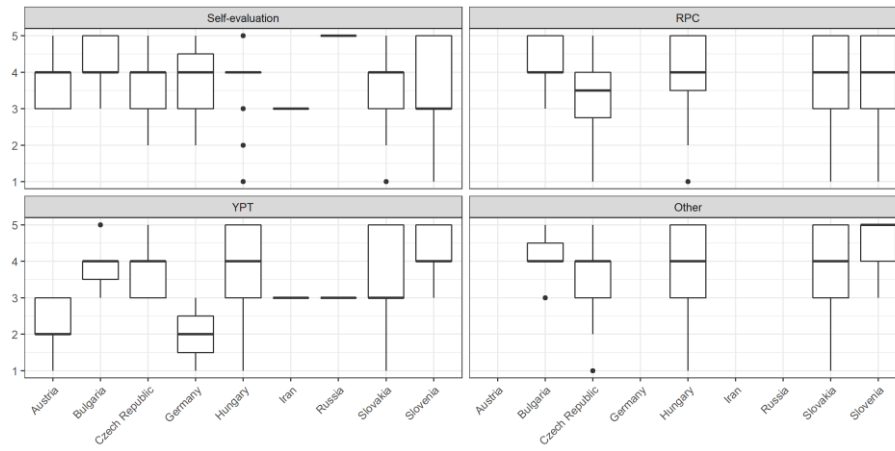 Self-evaluation
RPC
5
4
3
2
1
YPT
Other
5
4
3
2
1
Austria
Bulgaria
Czech Republic
Germany
Hungary
Iran
Russia
Slovakia
Slovenia
Austria
Bulgaria
Czech Republic
Germany
Hungary
Iran
Russia
Slovakia
Slovenia